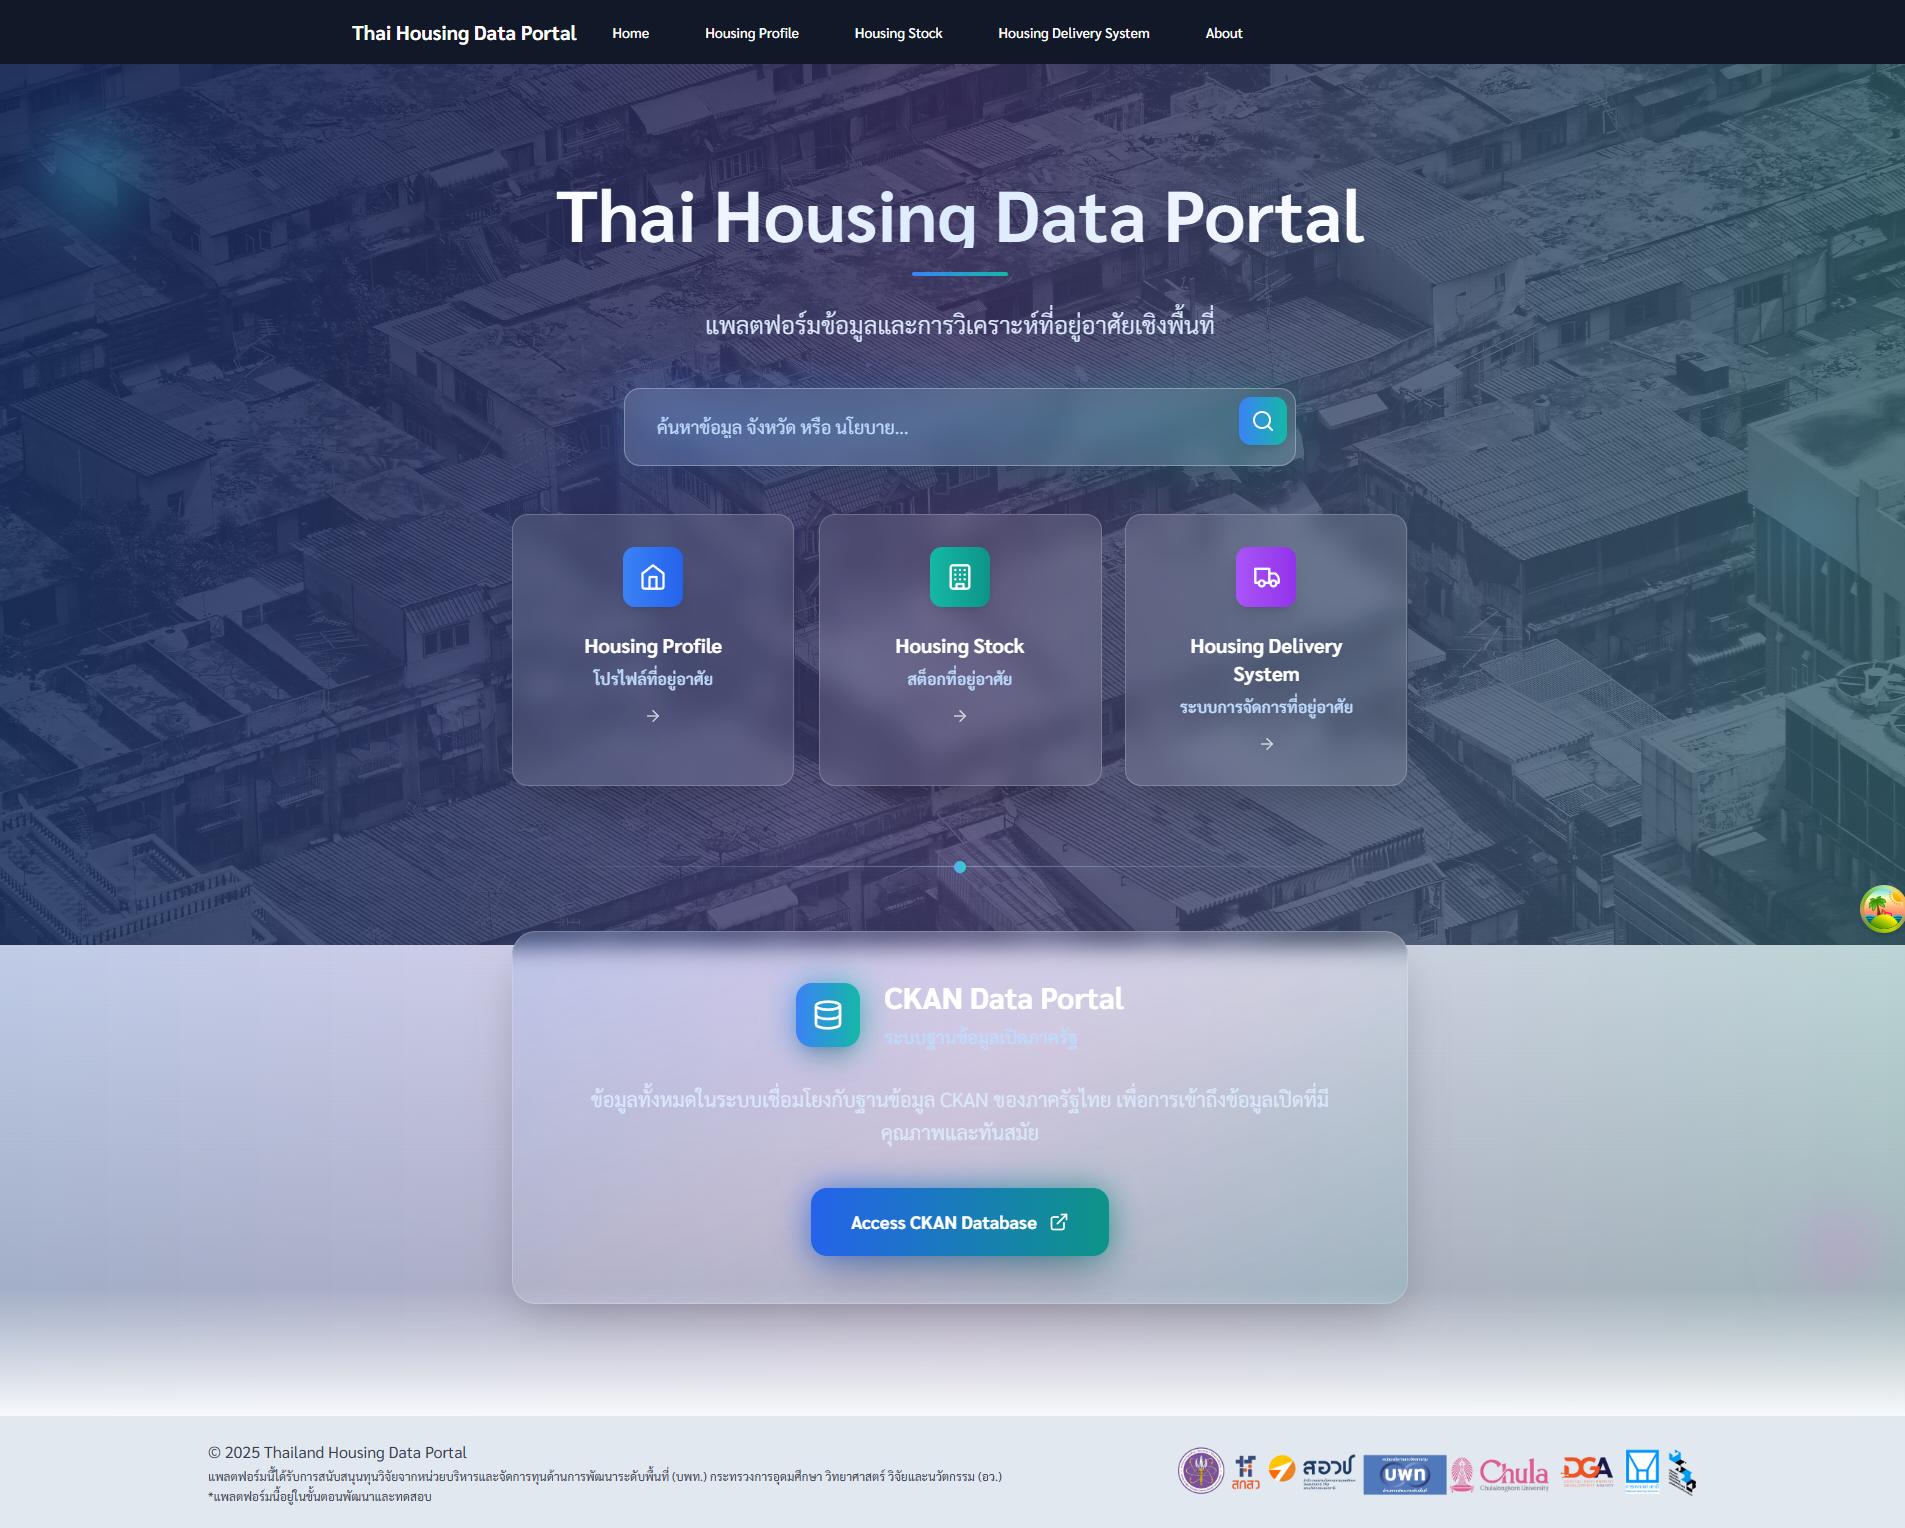 Thai Housing Data Portal
Home
Housing Profile
Housing Stock
Housing Delivery System
About
Thai Housing Data Portal
แพลตฟอร์มข้อมูลและการวิเคราะห์ที่อยู่อาศัยเชิงพื้นที่
ค้นหาข้อมูล จังหวัด หรือ นโยบาย...
Housing Profile
โปรไฟล์ที่อยู่อาศัย
Housing Stock
สต็อกที่อยู่อาศัย
Housing Delivery
System
ระบบการจัดการที่อยู่อาศัย
CKAN Data Portal
ระบบฐานข้อมูลเปิดภาครัฐ
ข้อมูลทั้งหมดในระบบเชื่อมโยงกับฐานข้อมูล CKAN ของภาครัฐไทย เพื่อการเข้าถึงข้อมูลเปิดที่มี
คุณภาพและทันสมัย
Access CKAN Database
© 2025 Thailand Housing Data Portal
แพลตฟอร์มนี้ได้รับการสนับสนุนทุนวิจัยจากหน่วยบริหารและจัดการทุนด้านการพัฒนาระดับพื้นที่ (บพท.) กระทรวงการอุดมศึกษา วิทยาศาสตร์ วิจัยและนวัตกรรม (อว.)
*แพลตฟอร์มนี้อยู่ในขั้นตอนพัฒนาและทดสอบ
สกสว
สอวช
บพท
Chula
Chulalongkorn University
DGA